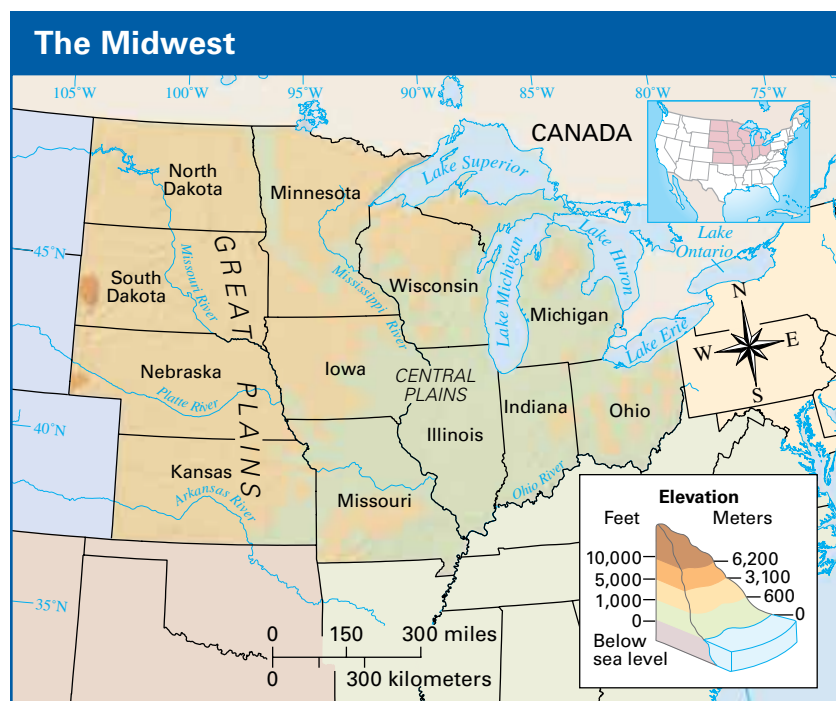 The Midwest
105°W
100°W
95°W
90°W
85°W
80°W
75°W
CANADA
North
Dakota
Minnesota
Lake Superior
Lake
Ontario
45°N
GREAT
PLAINS
Missouri River
Mississippi River
South
Dakota
Wisconsin
Lake Michigan
Lake Huron
Michigan
N
W
E
S
Lake Erie
Nebraska
Iowa
CENTRAL
PLAINS
Platte River
Indiana
Ohio
40°N
Illinois
Kansas
Arkansas River
Missouri
Ohio River
35°N
Elevation
Feet
Meters
10,000
6,200
5,000
3,100
1,000
600
0
0
Below
sea level
0 150 300 miles
0 300 kilometers